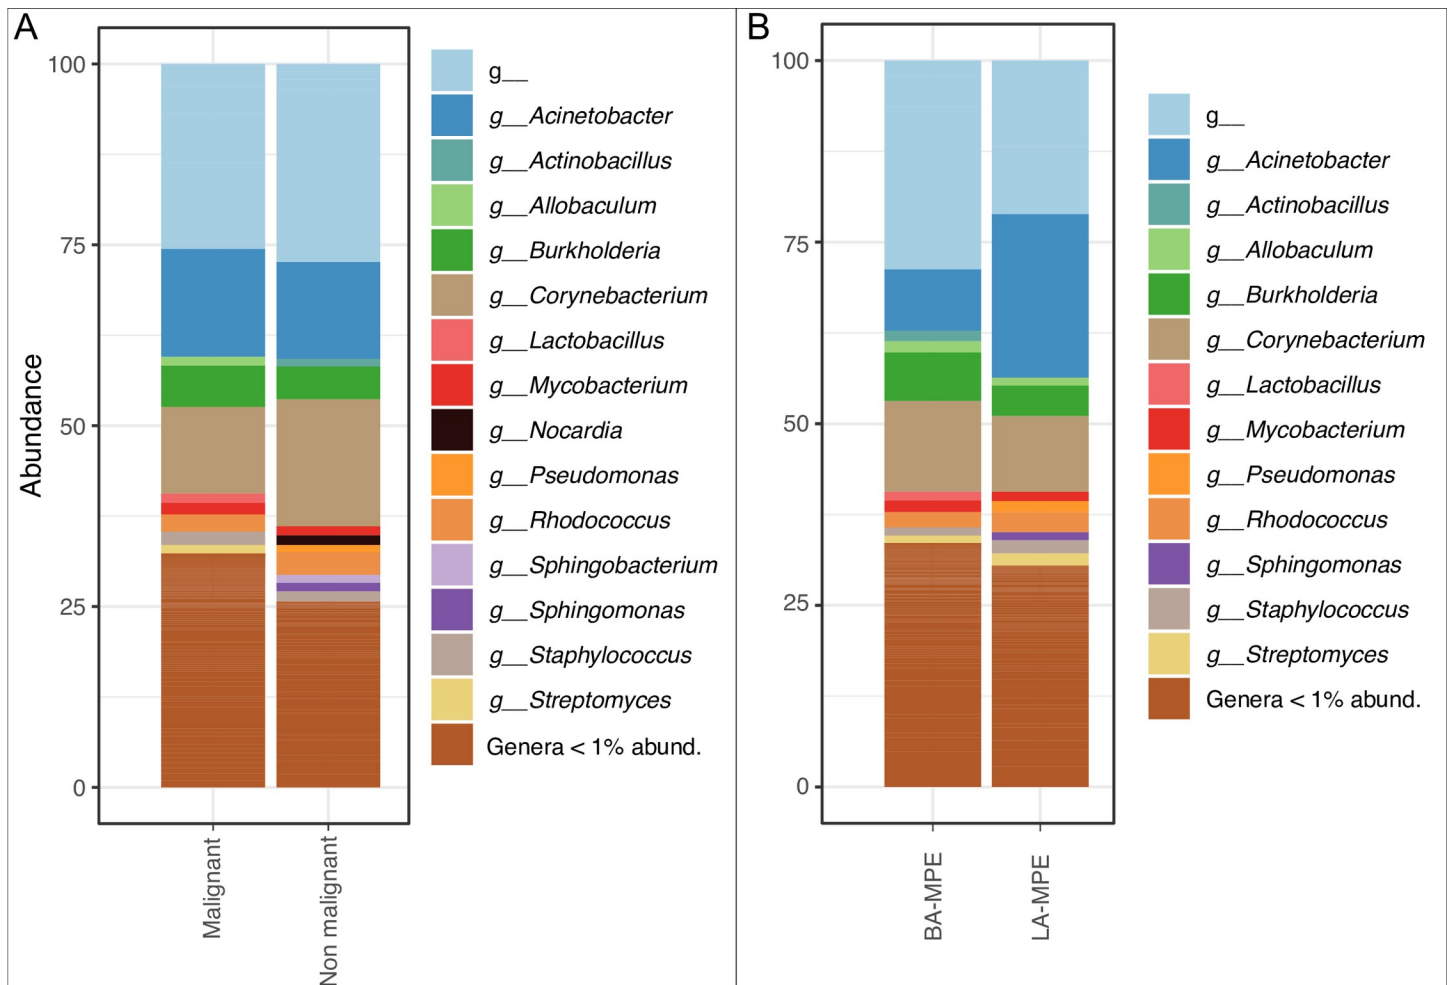 A
Abundance
100
75
50
25
0
Malignant
Non malignant
g__
g__Acinetobacter
g__Actinobacillus
g__Allobaculum
g__Burkholderia
g__Corynebacterium
g__Lactobacillus
g__Mycobacterium
g__Nocardia
g__Pseudomonas
g__Rhodococcus
g__Sphingobacterium
g__Sphingomonas
g__Staphylococcus
g__Streptomyces
Genera < 1% abund.
B
100
75
50
25
0
BA-MPE
LA-MPE
g__
g__Acinetobacter
g__Actinobacillus
g__Allobaculum
g__Burkholderia
g__Corynebacterium
g__Lactobacillus
g__Mycobacterium
g__Pseudomonas
g__Rhodococcus
g__Sphingomonas
g__Staphylococcus
g__Streptomyces
Genera < 1% abund.